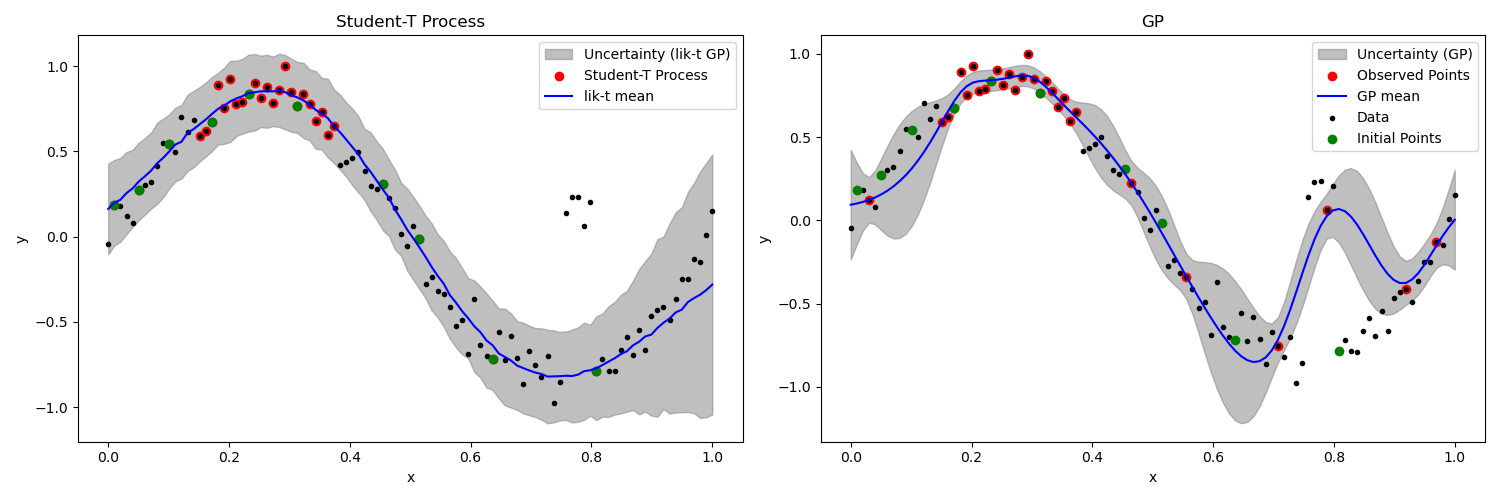 Student-T Process
1.0
0.5
0.0
−0.5
−1.0
y
0.0
0.2
0.4
0.6
0.8
1.0
x
Uncertainty (lik-t GP)
Student-T Process
lik-t mean
GP
1.0
0.5
0.0
−0.5
−1.0
y
0.0
0.2
0.4
0.6
0.8
1.0
x
Uncertainty (GP)
Observed Points
GP mean
Data
Initial Points